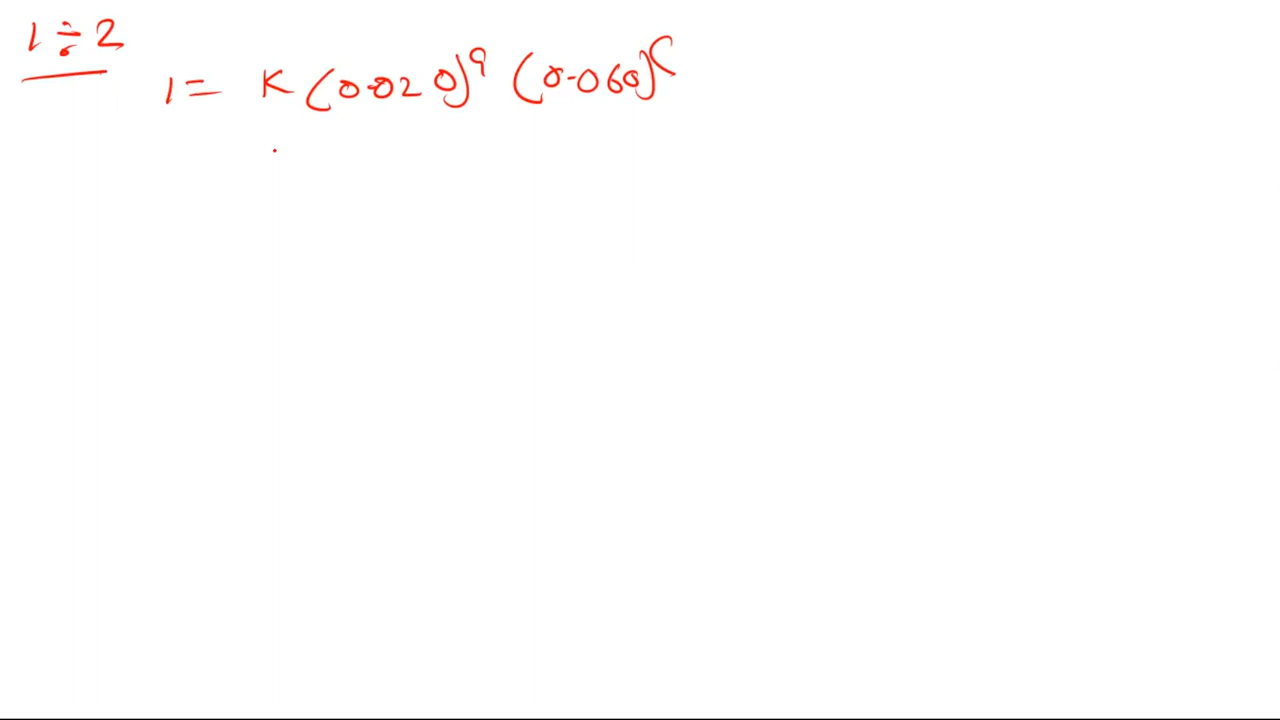 1 ÷ 2
1 = K (0.020)^a (0.060)^c